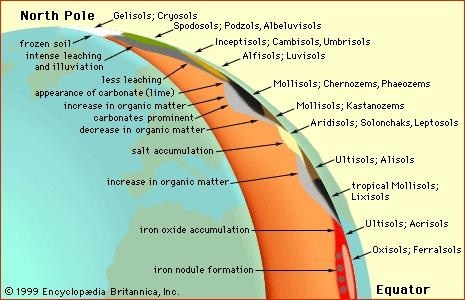 North Pole
Gelisols; Cryosols
Spodosols; Podzols, Albeluvisols
frozen soil
Inceptisols; Cambisols, Umbrisols
intense leaching
and illuviation
Alfisols; Luvisols
less leaching
Mollisols; Chernozems, Phaeozems
appearance of carbonate (lime)
increase in organic matter
Mollisols; Kastanozems
carbonates prominent
Aridisols; Solonchaks, Leptosols
decrease in organic matter
salt accumulation
Ultisols; Alisols
increase in organic matter
tropical Mollisols;
Lixisols
iron oxide accumulation
Ultisols; Acrisols
Oxisols; Ferralsols
iron nodule formation
© 1999 Encyclopædia Britannica, Inc.
Equator